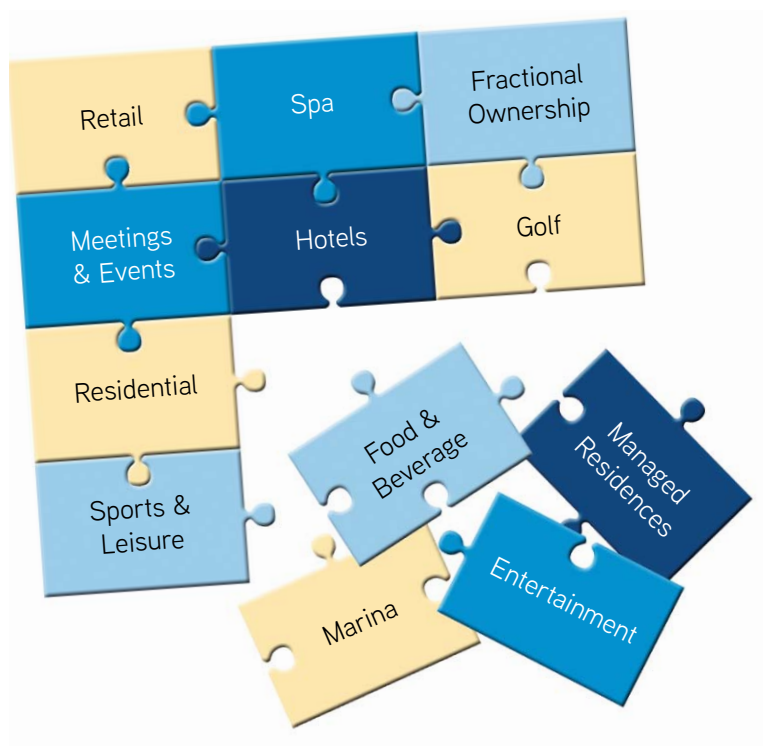 Retail
Spa
Fractional
Ownership
Meetings
& Events
Hotels
Golf
Residential
Food &
Beverage
Managed
Residences
Sports &
Leisure
Entertainment
Marina